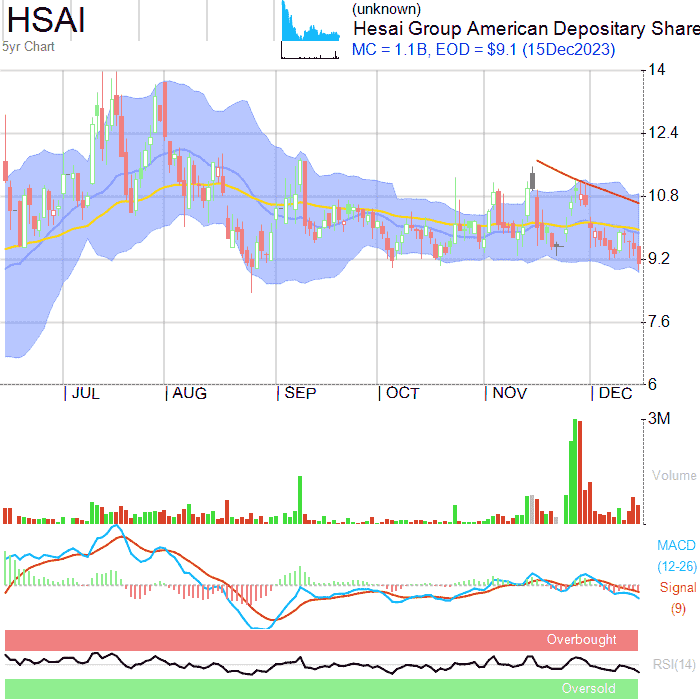 HSAI
5yr Chart
(unknown)
Hesai Group American Depositary Share
MC = 1.1B, EOD = $9.1 (15Dec2023)
14
12.4
10.8
9.2
7.6
6
JUL AUG SEP OCT NOV DEC
3M
Volume
MACD
(12-26)
Signal
(9)
Overbought
RSI(14)
Oversold